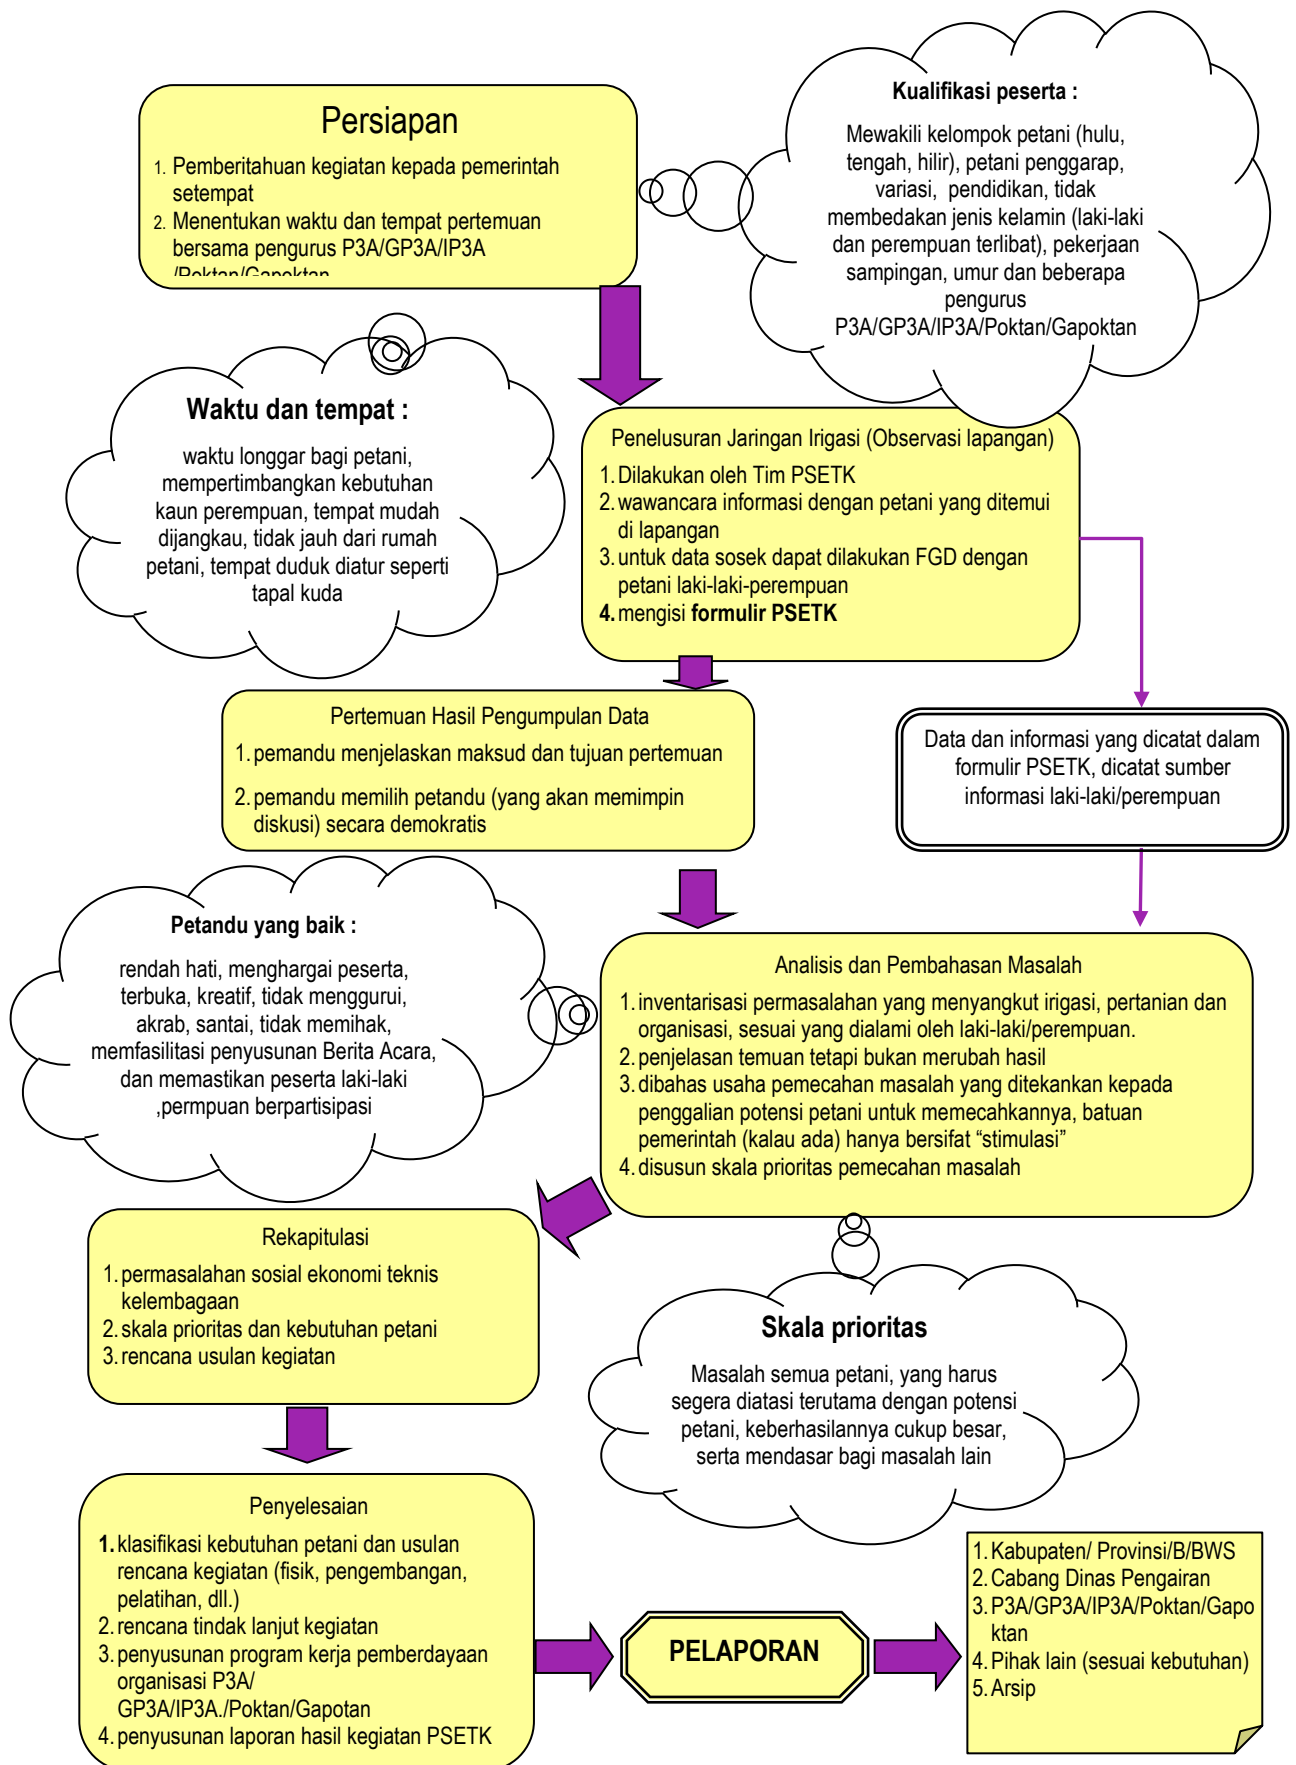 Persiapan
1. Pemberitahuan kegiatan kepada pemerintah
setempat
2. Menentukan waktu dan tempat pertemuan
bersama pengurus P3A/GP3A/IP3A
/Poktan/Gapoktan
Kualifikasi peserta :
Mewakili kelompok petani (hulu,
tengah, hilir), petani penggarap,
variasi, pendidikan, tidak
membedakan jenis kelamin (laki-laki
dan perempuan terlibat), pekerjaan
sampingan, umur dan beberapa
pengurus
P3A/GP3A/IP3A/Poktan/Gapoktan
Waktu dan tempat :
waktu longgar bagi petani,
mempertimbangkan kebutuhan
kaun perempuan, tempat mudah
dijangkau, tidak jauh dari rumah
petani, tempat duduk diatur seperti
tapal kuda
Penelusuran Jaringan Irigasi (Observasi lapangan)
1. Dilakukan oleh Tim PSETK
2. wawancara informasi dengan petani yang ditemui
di lapangan
3. untuk data sosek dapat dilakukan FGD dengan
petani laki-laki-perempuan
4. mengisi formulir PSETK
Pertemuan Hasil Pengumpulan Data
1. pemandu menjelaskan maksud dan tujuan pertemuan
2. pemandu memilih petandu (yang akan memimpin
diskusi) secara demokratis
Data dan informasi yang dicatat dalam
formulir PSETK, dicatat sumber
informasi laki-laki/perempuan
Petandu yang baik :
rendah hati, menghargai peserta,
terbuka, kreatif, tidak menggurui,
akrab, santai, tidak memihak,
memfasilitasi penyusunan Berita Acara,
dan memastikan peserta laki-laki
,permpuan berpartisipasi
Analisis dan Pembahasan Masalah
1. inventarisasi permasalahan yang menyangkut irigasi, pertanian dan
organisasi, sesuai yang dialami oleh laki-laki/perempuan.
2. penjelasan temuan tetapi bukan merubah hasil
3. dibahas usaha pemecahan masalah yang ditekankan kepada
penggalian potensi petani untuk memecahkannya, batuan
pemerintah (kalau ada) hanya bersifat “stimulasi”
4. disusun skala prioritas pemecahan masalah
Rekapitulasi
1. permasalahan sosial ekonomi teknis
kelembagaan
2. skala prioritas dan kebutuhan petani
3. rencana usulan kegiatan
Skala prioritas
Masalah semua petani, yang harus
segera diatasi terutama dengan potensi
petani, keberhasilannya cukup besar,
serta mendasar bagi masalah lain
Penyelesaian
1. klasifikasi kebutuhan petani dan usulan
rencana kegiatan (fisik, pengembangan,
pelatihan, dll.)
2. rencana tindak lanjut kegiatan
3. penyusunan program kerja pemberdayaan
organisasi P3A/
GP3A/IP3A./Poktan/Gapotan
4. penyusunan laporan hasil kegiatan PSETK
PELAPORAN
1. Kabupaten/ Provinsi/B/BWS
2. Cabang Dinas Pengairan
3. P3A/GP3A/IP3A/Poktan/Gapo
ktan
4. Pihak lain (sesuai kebutuhan)
5. Arsip